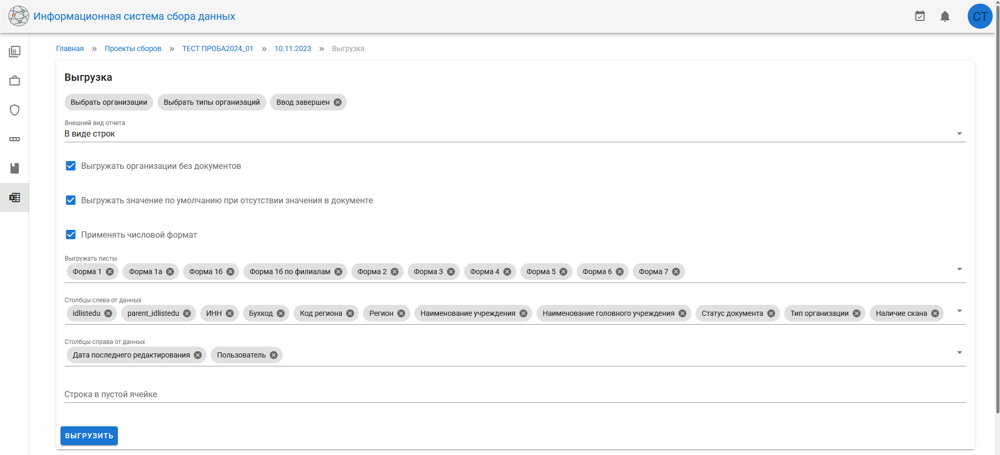 Информационная система сбора данных
СТ
Главная » Проекты сборов » ТЕСТ ПРОБА2024_01 » 10.11.2023 » Выгрузка
Выгрузка
Выбрать организации Выбрать типы организаций Ввод завершен
Внешний вид отчета
В виде строк
Выгружать организации без документов
Выгружать значение по умолчанию при отсутствии значения в документе
Применять числовой формат
Выгружать листы
Форма 1 Форма 1а Форма 1б Форма 1б по филиалам Форма 2 Форма 3 Форма 4 Форма 5 Форма 6 Форма 7
Столбцы слева от данных
idlistedu parent_idlistedu ИНН Бухкод Код региона Регион Наименование учреждения Наименование головного учреждения Статус документа Тип организации Наличие скана
Столбцы справа от данных
Дата последнего редактирования Пользователь
Строка в пустой ячейке
ВЫГРУЗИТЬ